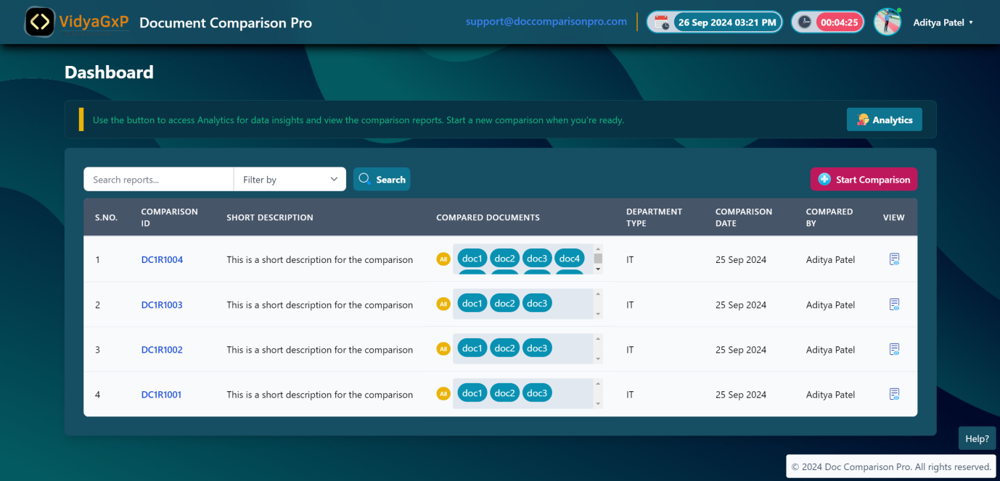 VidyaGxP Document Comparison Pro support@doccomparisonpro.com 26 Sep 2024 03:21 PM 00:04:25 Aditya Patel
Dashboard
Use the button to access Analytics for data insights and view the comparison reports. Start a new comparison when you're ready. Analytics
Search reports... Filter by Search Start Comparison
S.NO. COMPARISON ID SHORT DESCRIPTION COMPARED DOCUMENTS DEPARTMENT TYPE COMPARISON DATE COMPARED BY VIEW
1 DC1R1004 This is a short description for the comparison All doc1 doc2 doc3 doc4 IT 25 Sep 2024 Aditya Patel
2 DC1R1003 This is a short description for the comparison All doc1 doc2 doc3 IT 25 Sep 2024 Aditya Patel
3 DC1R1002 This is a short description for the comparison All doc1 doc2 doc3 IT 25 Sep 2024 Aditya Patel
4 DC1R1001 This is a short description for the comparison All doc1 doc2 doc3 IT 25 Sep 2024 Aditya Patel
Help?
© 2024 Doc Comparison Pro. All rights reserved.